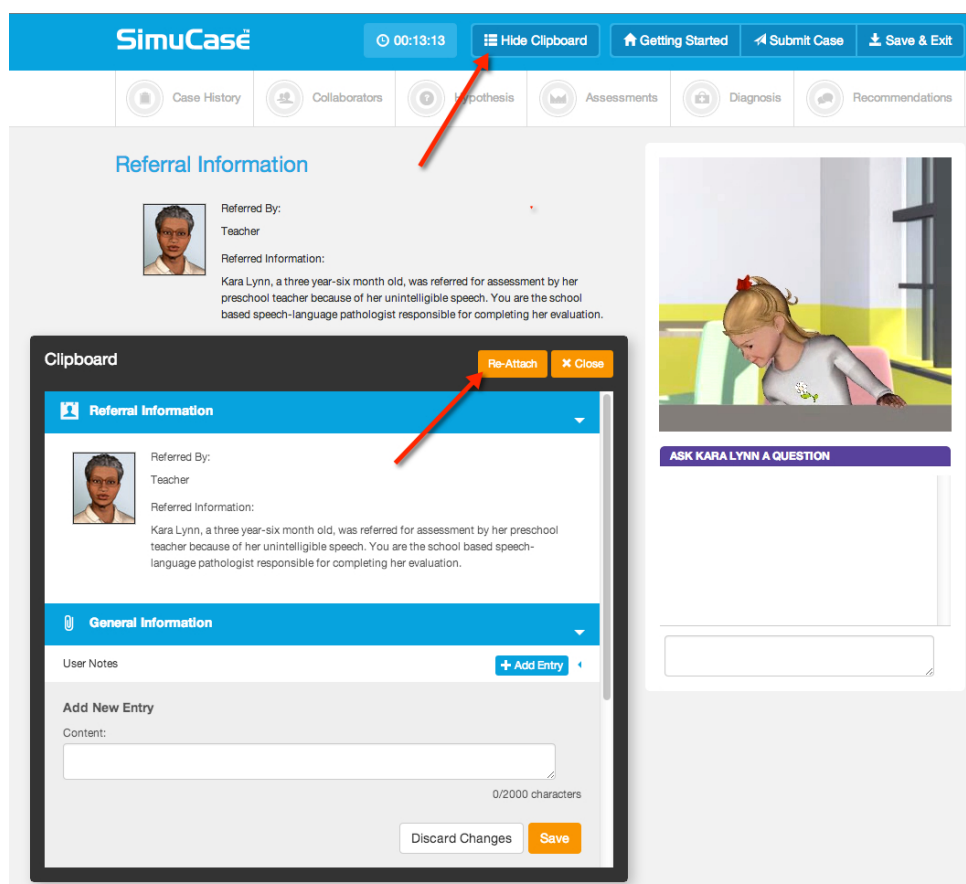 SimuCase™
00:13:13
Hide Clipboard
Getting Started
Submit Case
Save & Exit
Case History
Collaborators
Hypothesis
Assessments
Diagnosis
Recommendations
Referral Information
Referred By:
Teacher
Referred Information:
Kara Lynn, a three year-six month old, was referred for assessment by her
preschool teacher because of her unintelligible speech. You are the school
based speech-language pathologist responsible for completing her evaluation.
Clipboard
Re-Attach
Close
Referral Information
Referred By:
Teacher
Referred Information:
Kara Lynn, a three year-six month old, was referred for assessment by her preschool
teacher because of her unintelligible speech. You are the school based speech-
language pathologist responsible for completing her evaluation.
General Information
User Notes
+ Add Entry
Add New Entry
Content:
0/2000 characters
Discard Changes
Save
ASK KARA LYNN A QUESTION